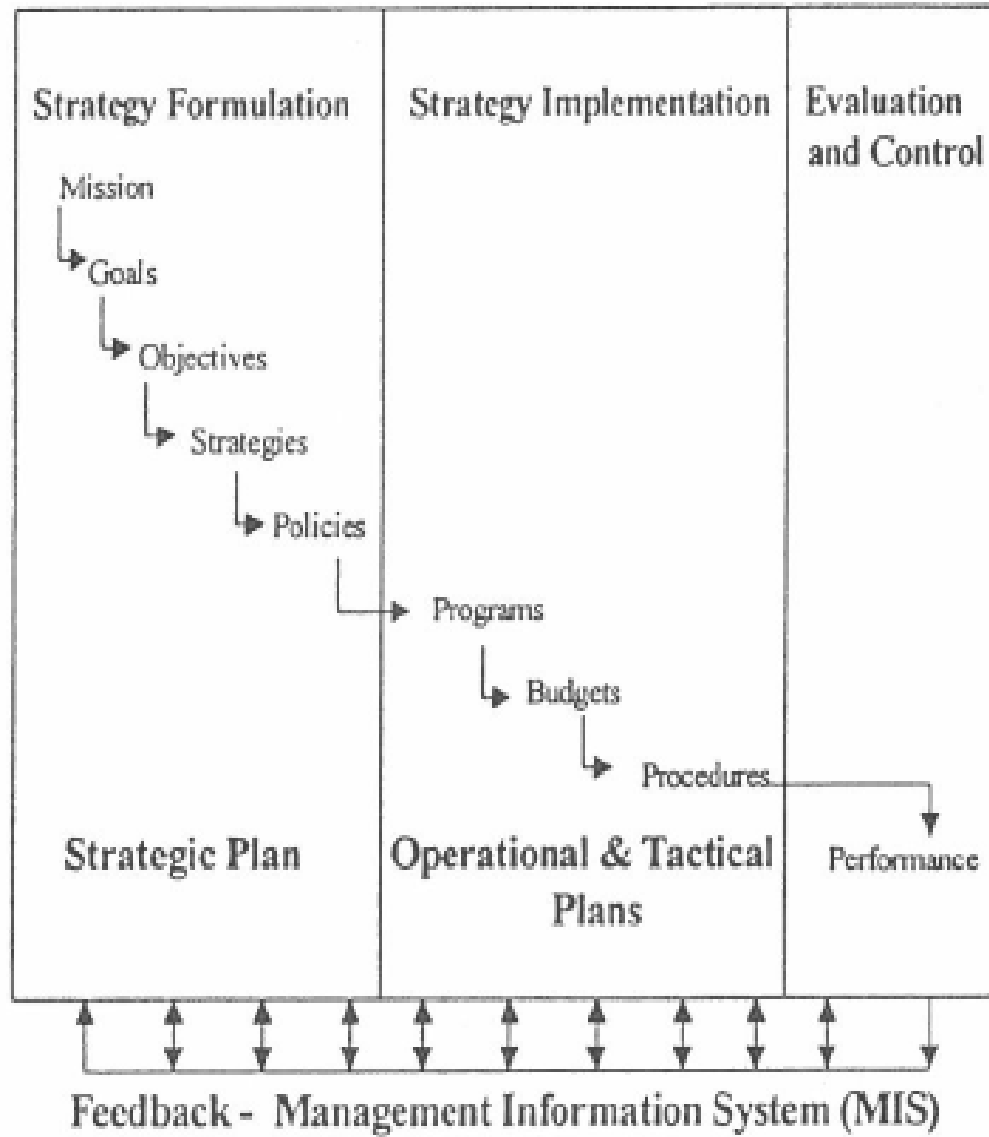 Strategy Formulation
Strategy Implementation
Evaluation
and Control
Mission
Goals
Objectives
Strategies
Policies
Programs
Budgets
Procedures
Strategic Plan
Operational & Tactical
Plans
Performance
Feedback - Management Information System (MIS)